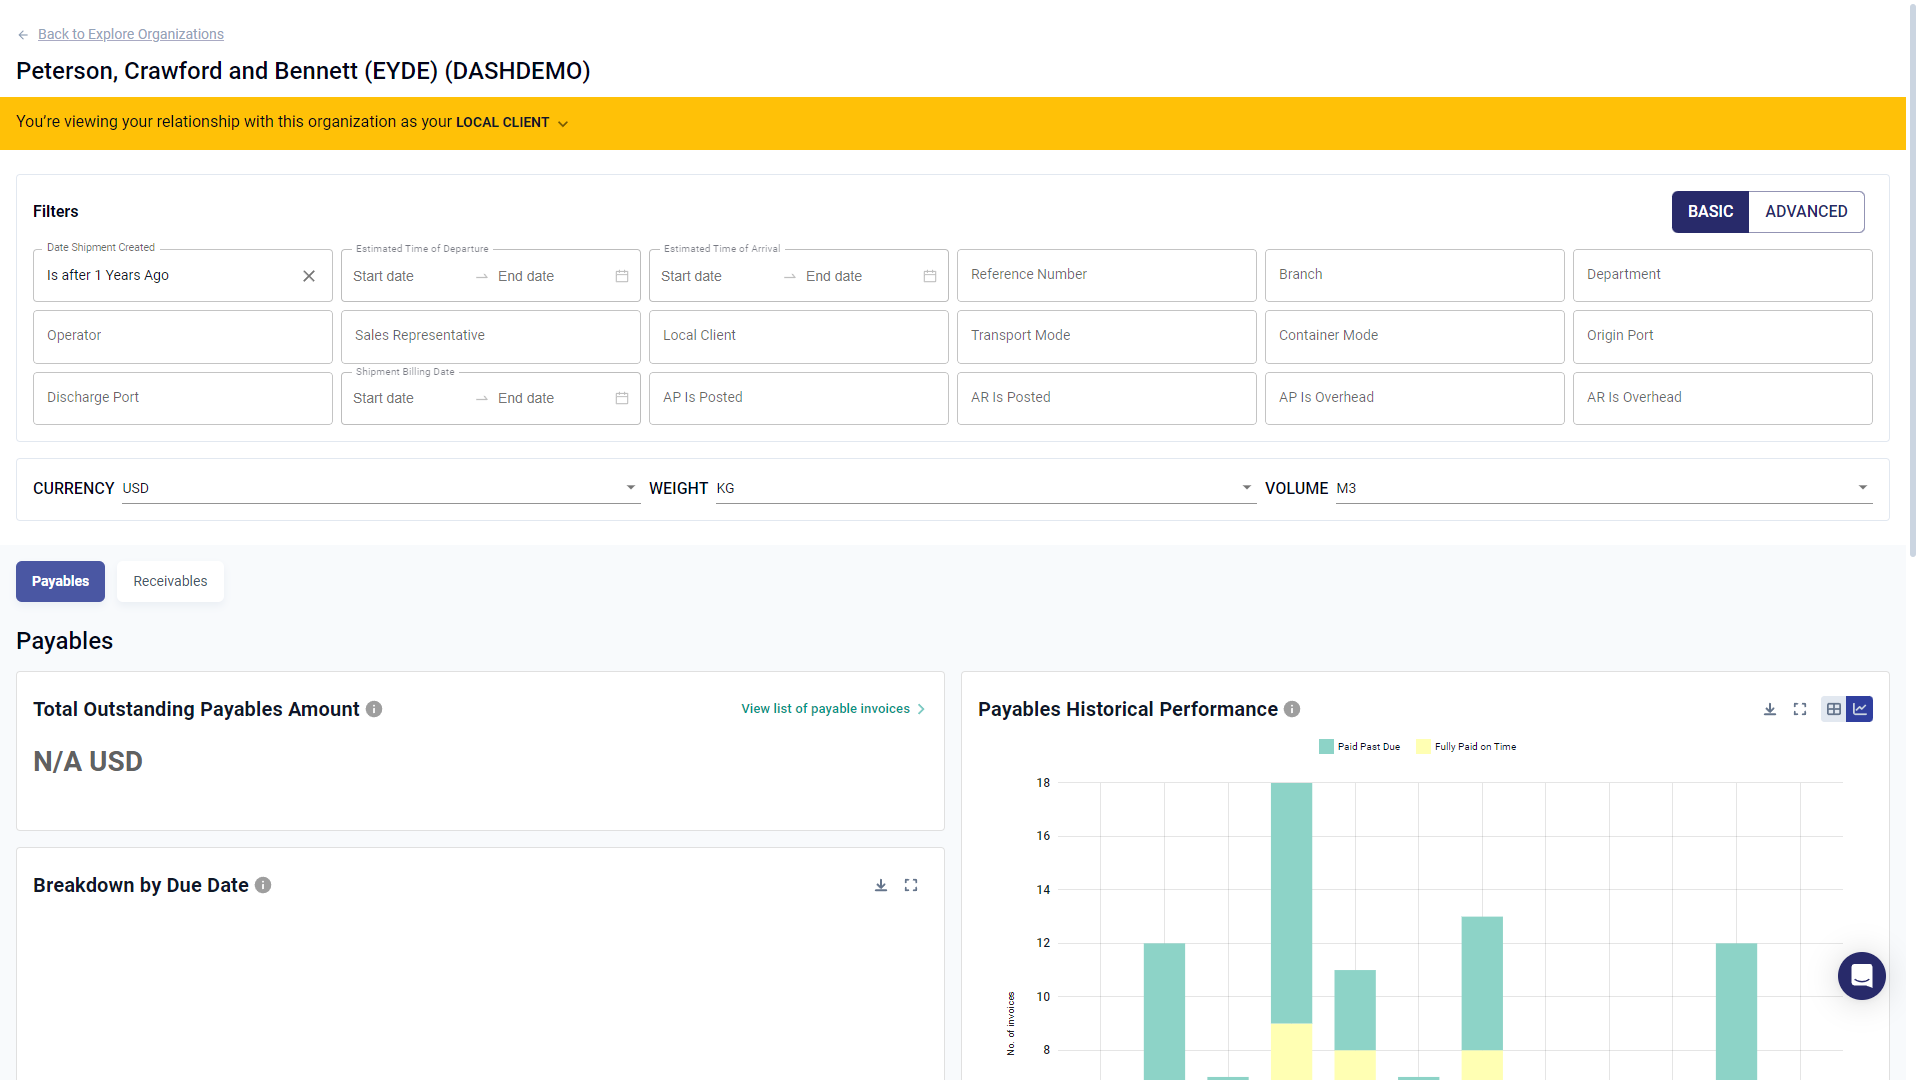 Back to Explore Organizations
Peterson, Crawford and Bennett (EYDE) (DASHDEMO)
You’re viewing your relationship with this organization as your LOCAL CLIENT
Filters
BASIC
ADVANCED
Date Shipment Created
Is after 1 Years Ago
Estimated Time of Departure
Start date
End date
Estimated Time of Arrival
Start date
End date
Reference Number
Branch
Department
Operator
Sales Representative
Local Client
Transport Mode
Container Mode
Origin Port
Discharge Port
Shipment Billing Date
Start date
End date
AP Is Posted
AR Is Posted
AP Is Overhead
AR Is Overhead
CURRENCY USD
WEIGHT KG
VOLUME M3
Payables
Receivables
Payables
Total Outstanding Payables Amount
View list of payable invoices
N/A USD
Breakdown by Due Date
Payables Historical Performance
Paid Past Due
Fully Paid on Time
18
16
14
12
10
8
No. of invoices